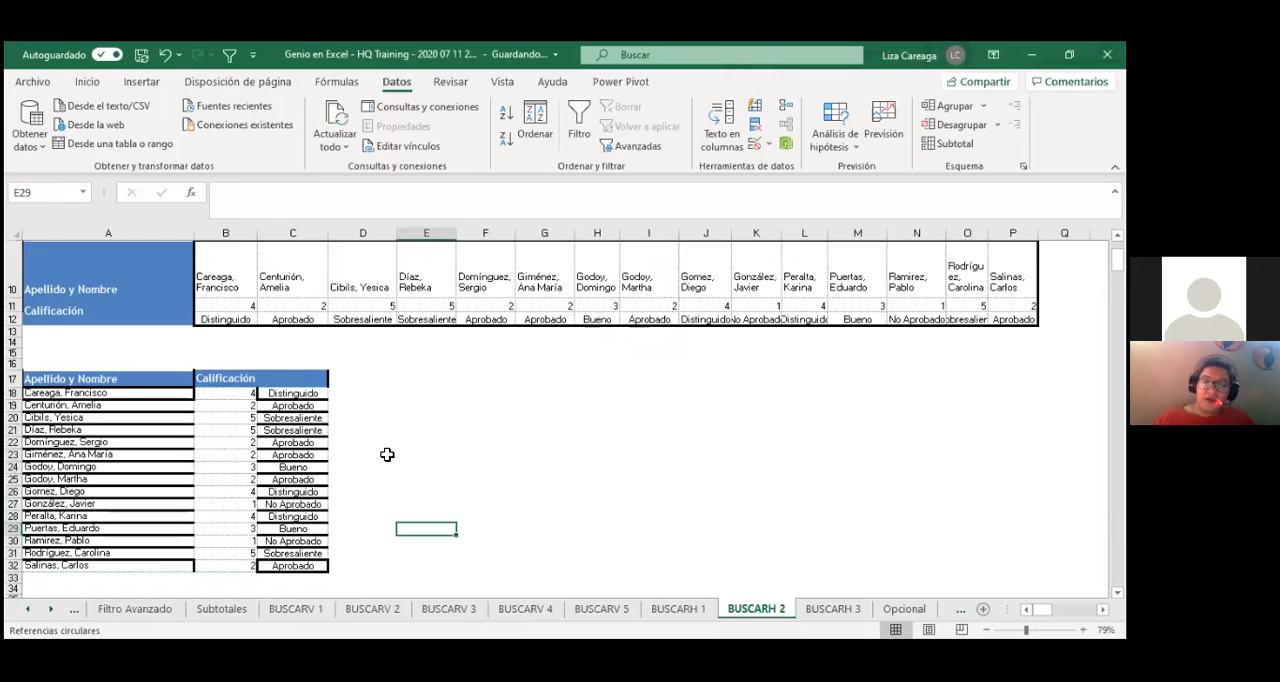 Autoguardado Genio en Excel - HQ Training - 2020 07 11 2... - Guardando... Buscar Liza Careaga LC
Archivo Inicio Insertar Disposición de página Fórmulas Datos Revisar Vista Ayuda Power Pivot Compartir Comentarios
Obtener datos
Desde el texto/CSV
Desde la web
Desde una tabla o rango
Fuentes recientes
Conexiones existentes
Obtener y transformar datos
Actualizar todo
Consultas y conexiones
Propiedades
Editar vínculos
Consultas y conexiones
Ordenar
Filtro
Borrar
Volver a aplicar
Avanzadas
Ordenar y filtrar
Texto en columnas
Herramientas de datos
Análisis de hipótesis
Previsión
Previsión
Agrupar
Desagrupar
Subtotal
Esquema
E29 fx
A B C D E F G H I J K L M N O P Q
10 Apellido y Nombre Careaga, Francisco Centurión, Amelia Cibils, Yesica Díaz, Rebeka Domínguez, Sergio Giménez, Ana María Godoy, Domingo Godoy, Martha Gomez, Diego González, Javier Peralta, Karina Puertas, Eduardo Ramirez, Pablo Rodríguez, Carolina Salinas, Carlos
11 Calificación 4 2 5 5 2 2 3 2 4 1 4 3 1 5 2
12 Distinguido Aprobado Sobresaliente Sobresaliente Aprobado Aprobado Bueno Aprobado Distinguido No Aprobado Distinguido Bueno No Aprobado obresalien Aprobado
13
14
15
16
17 Apellido y Nombre Calificación
18 Careaga, Francisco 4 Distinguido
19 Centurión, Amelia 2 Aprobado
20 Cibils, Yesica 5 Sobresaliente
21 Díaz, Rebeka 5 Sobresaliente
22 Domínguez, Sergio 2 Aprobado
23 Giménez, Ana María 2 Aprobado
24 Godoy, Domingo 3 Bueno
25 Godoy, Martha 2 Aprobado
26 Gomez, Diego 4 Distinguido
27 González, Javier 1 No Aprobado
28 Peralta, Karina 4 Distinguido
29 Puertas, Eduardo 3 Bueno
30 Ramirez, Pablo 1 No Aprobado
31 Rodríguez, Carolina 5 Sobresaliente
32 Salinas, Carlos 2 Aprobado
33
34
... Filtro Avanzado Subtotales BUSCARV 1 BUSCARV 2 BUSCARV 3 BUSCARV 4 BUSCARV 5 BUSCARH 1 BUSCARH 2 BUSCARH 3 Opcional ...
Referencias circulares 79%